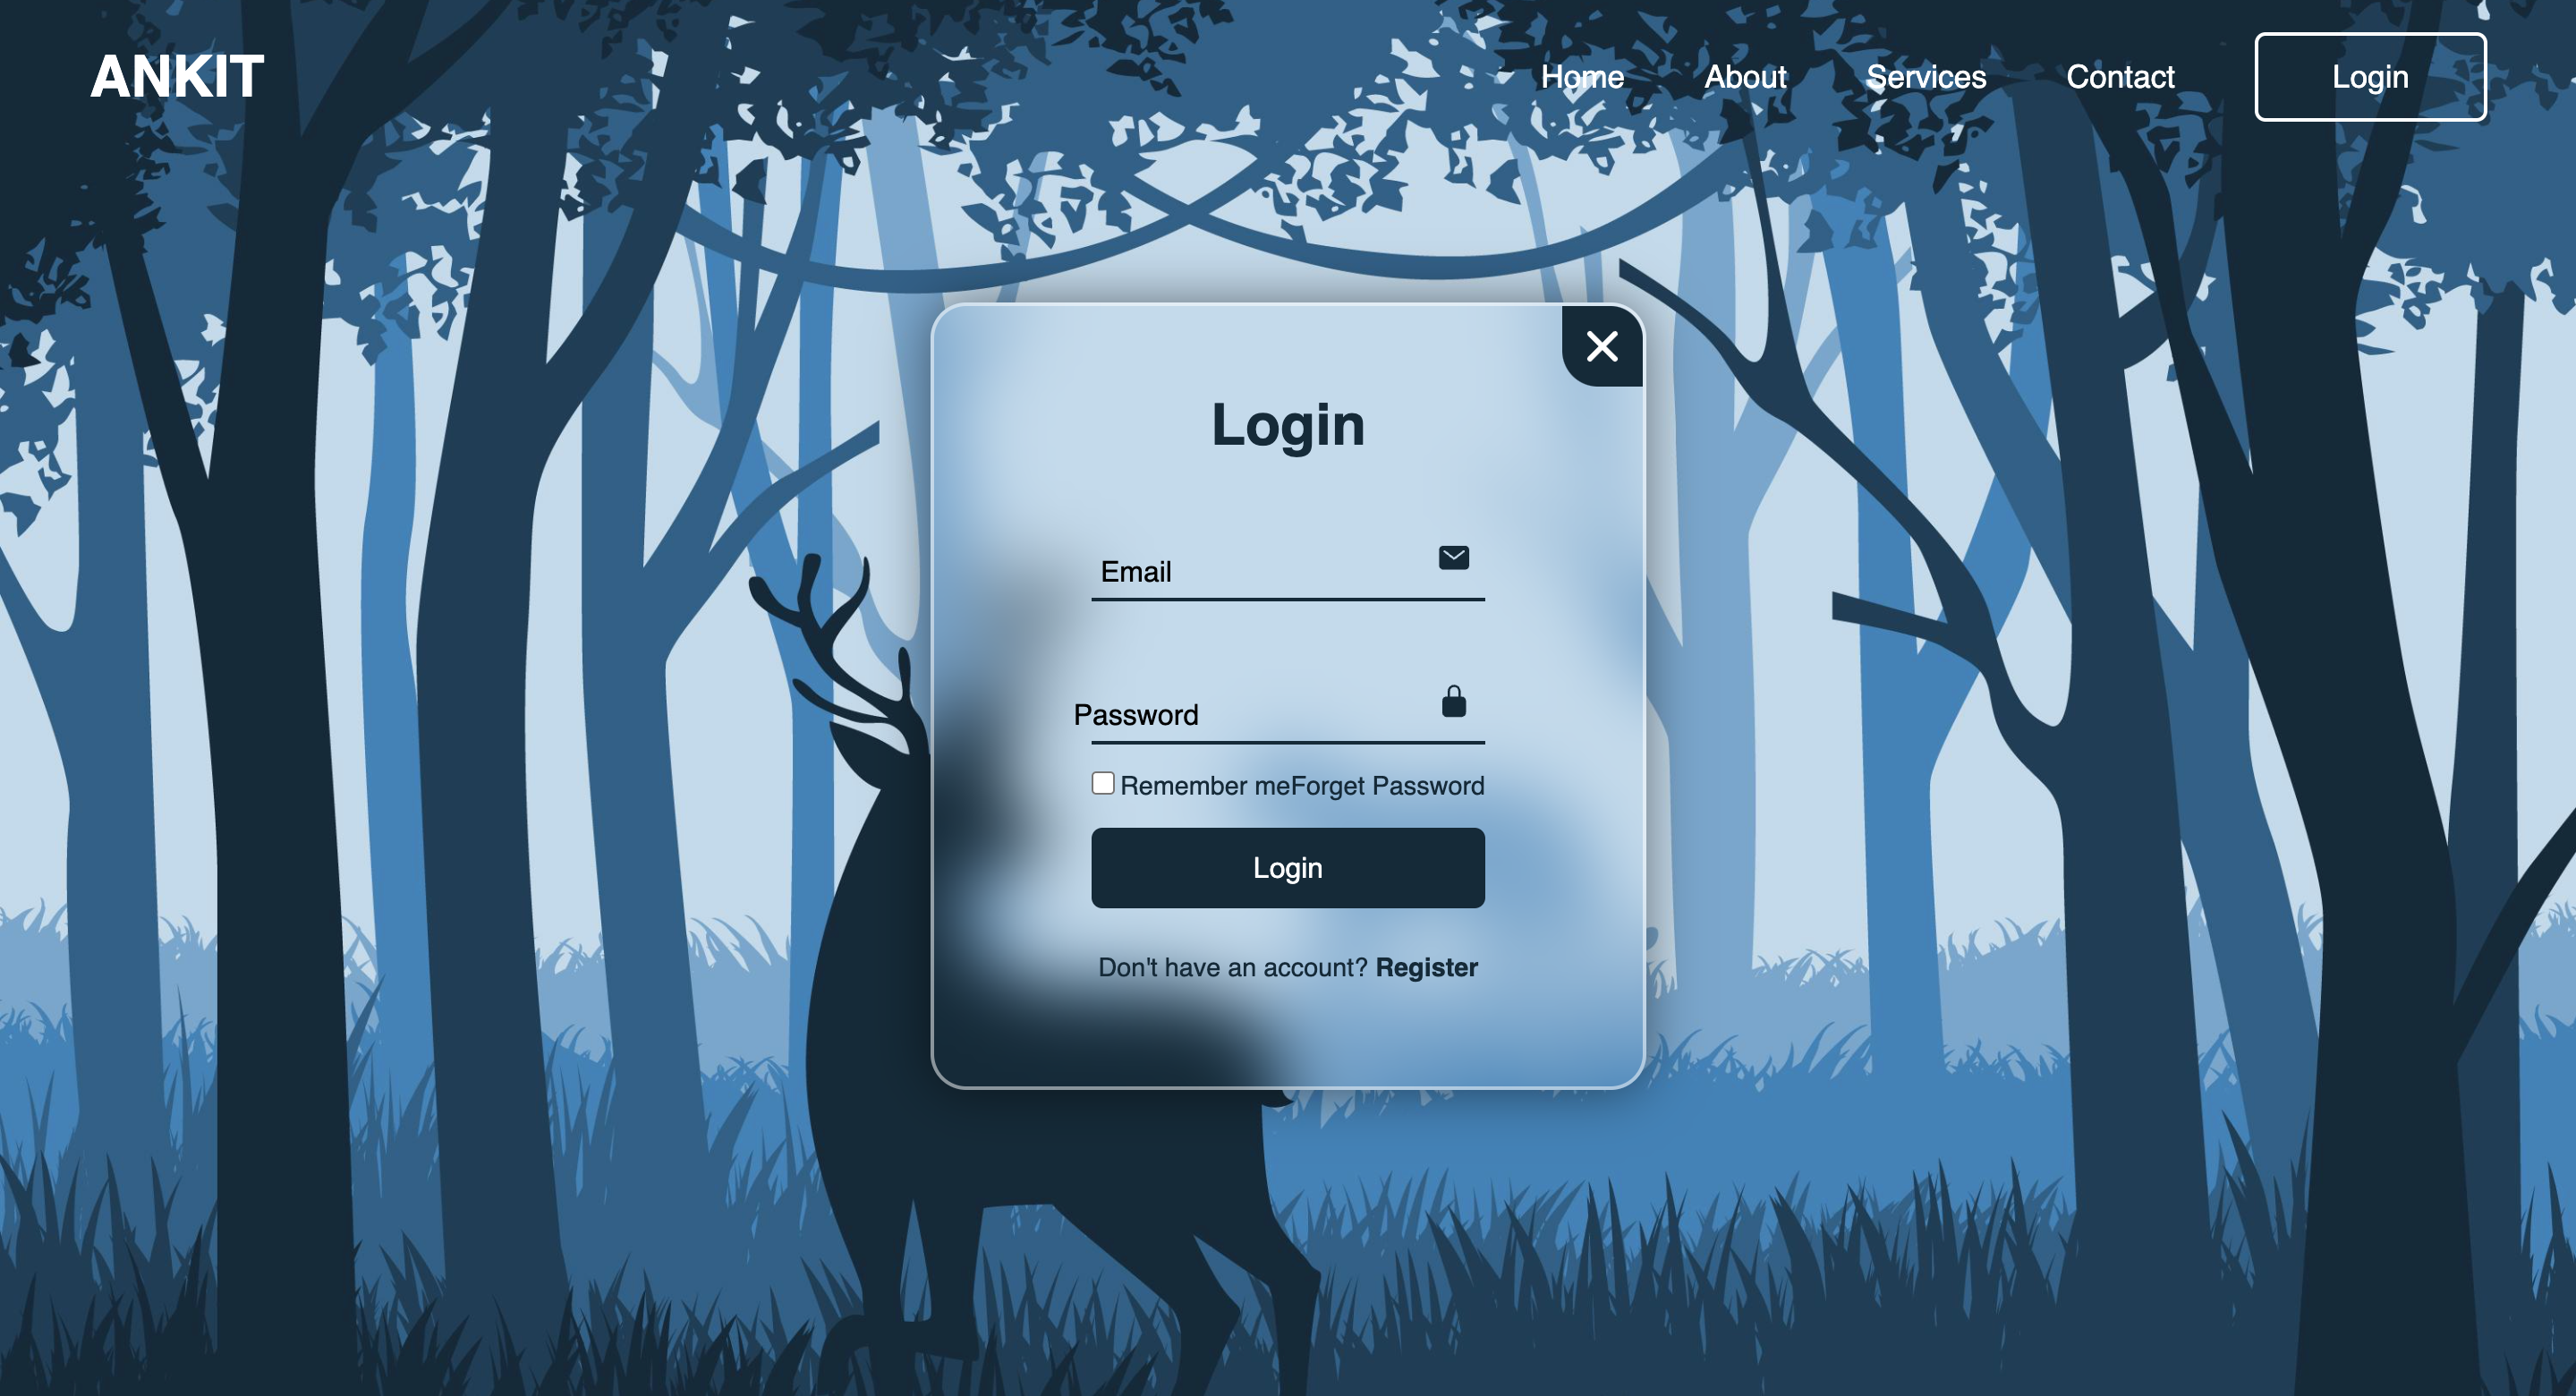 ANKIT
Home About Services Contact Login
Login
Email
Password
Remember meForget Password
Login
Don't have an account? Register